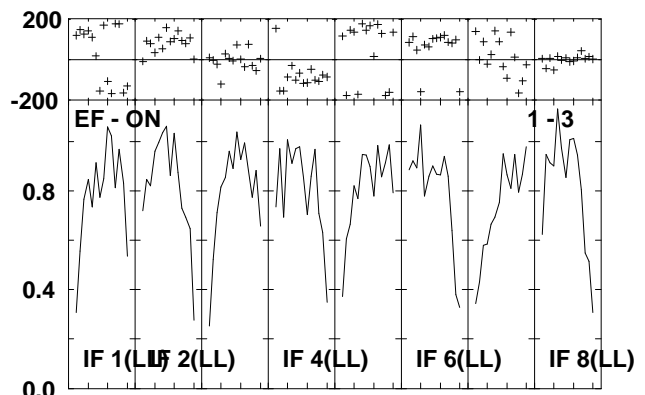 200
-200
EF - ON 1 - 3
0.8
0.4
IF 1(LL) IF 2(LL) IF 4(LL) IF 6(LL) IF 8(LL)
0.0